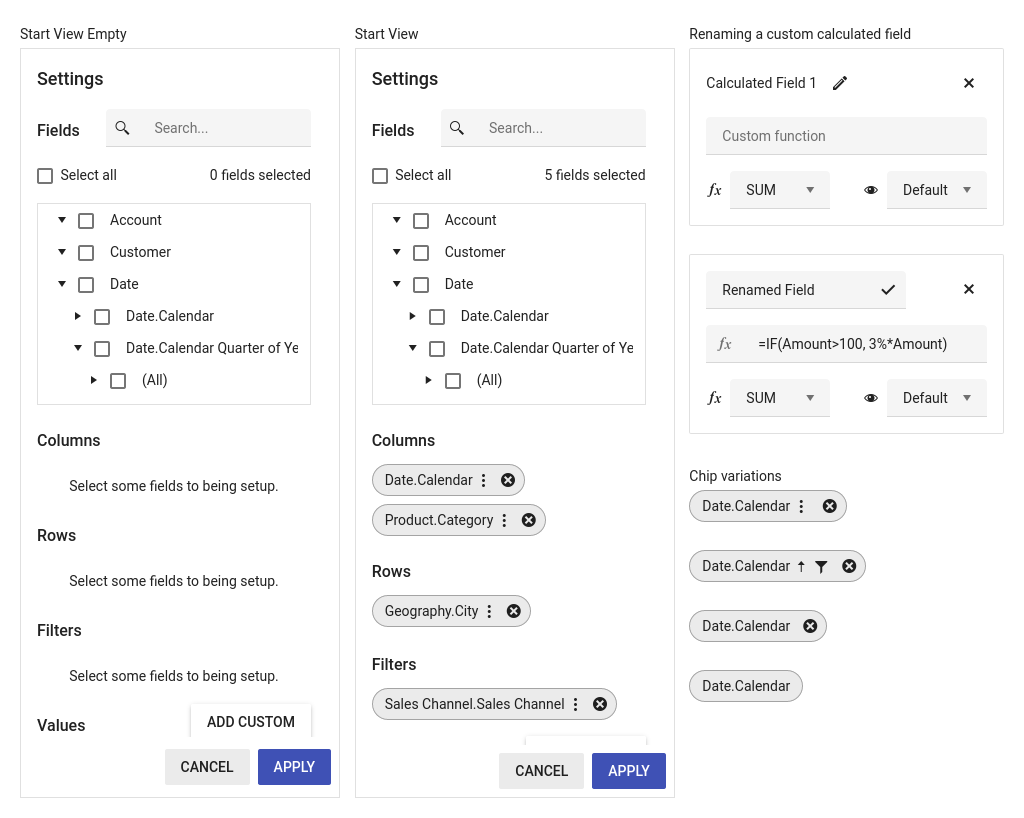 Start View Empty
Settings
Fields
Search...
Select all
0 fields selected
Account
Customer
Date
Date.Calendar
Date.Calendar Quarter of Ye
(All)
Columns
Select some fields to being setup.
Rows
Select some fields to being setup.
Filters
Select some fields to being setup.
Values
ADD CUSTOM
CANCEL
APPLY
Start View
Settings
Fields
Search...
Select all
5 fields selected
Account
Customer
Date
Date.Calendar
Date.Calendar Quarter of Ye
(All)
Columns
Date.Calendar
Product.Category
Rows
Geography.City
Filters
Sales Channel.Sales Channel
CANCEL
APPLY
Renaming a custom calculated field
Calculated Field 1
Custom function
fx
SUM
Default
Renamed Field
fx
=IF(Amount>100, 3%*Amount)
fx
SUM
Default
Chip variations
Date.Calendar
Date.Calendar
Date.Calendar
Date.Calendar